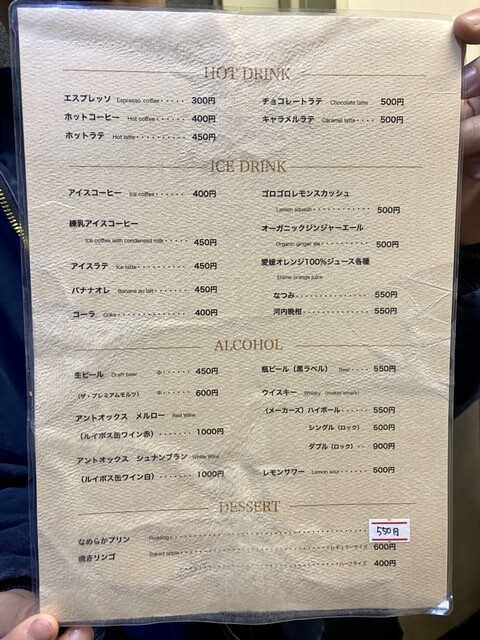 HOT DRINK
エスプレッソ Espresso coffee ····· 300円
ホットコーヒー Hot coffee ···· 400円
ホットラテ Hot latte ····· 450円
チョコレートラテ Chocolate latte 500円
キャラメルラテ Caramel latte ···· 500円
ICE DRINK
アイスコーヒー Ice coffee ···· 400円
練乳アイスコーヒー
Ice coffee with condensed milk ···· 450円
アイスラテ Ice latte ········ 450円
バナナオレ Banana au lait ······ 450円
コーラ Coke ············ 400円
ゴロゴロレモンスカッシュ
Lemon squash ············ 500円
オーガニックジンジャーエール
Organic ginger ale ·········· 500円
愛媛オレンジ100%ジュース各種
Ehime orange juice
なつみ ············ 550円
河内晩柑 ············ 550円
ALCOHOL
生ビール Draft beer 小 ······ 450円
(ザ・プレミアムモルツ) 中 ······ 600円
アントオックス メルロー Red Wine
(ルイボス缶ワイン赤) ······· 1000円
アントオックス シュナンブラン White Wine
(ルイボス缶ワイン白) ······· 1000円
瓶ビール(黒ラベル) Beer ···· 550円
ウイスキー Whisky (maker'smark)
(メーカーズ)ハイボール ····· 550円
シングル(ロック) ·· 500円
ダブル(ロック) ·· 900円
レモンサワー Lemon sour ······ 500円
DESSERT
なめらかプリン Pudding ············ 550円
焼きリンゴ Baked apple ············ レギュラーサイズ 600円
············ ハーフサイズ 400円